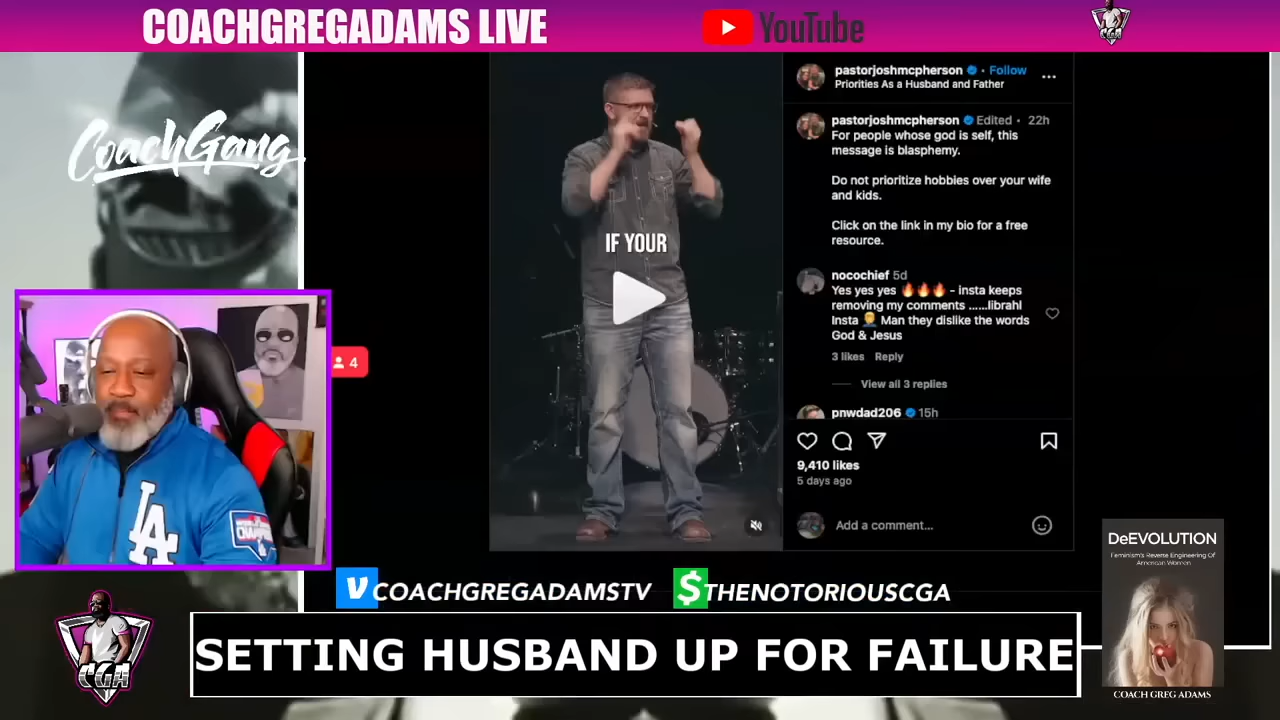 COACHGREGADAMS LIVE
YouTube
CoachGang
pastorjoshmcpherson • Follow
Priorities As a Husband and Father
pastorjoshmcpherson Edited • 22h
For people whose god is self, this
message is blasphemy.
Do not prioritize hobbies over your wife
and kids.
Click on the link in my bio for a free
resource.
nocochief 5d
Yes yes yes 🔥🔥🔥 - insta keeps
removing my comments ......librahl
Insta 🤦‍♂️ Man they dislike the words
God & Jesus
3 likes Reply
View all 3 replies
pnwdad206 15h
9,410 likes
5 days ago
Add a comment...
IF YOUR
4
LA
COACHGREGADAMSTV
$THENOTORIOUSCGA
SETTING HUSBAND UP FOR FAILURE
CGA
DeEVOLUTION
Feminism's Reverse Engineering Of
American Women
COACH GREG ADAMS